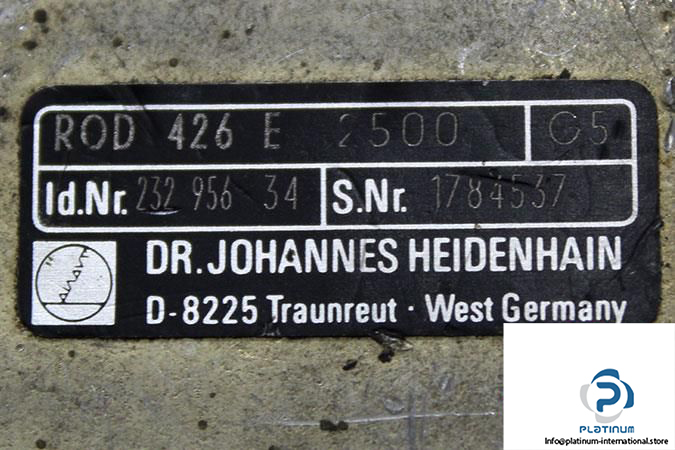 ROD 426 E 2500 G5
Id.Nr. 232 956 34 S.Nr. 1784537
DR. JOHANNES HEIDENHAIN
D-8225 Traunreut · West Germany
PLATINUM
Info@platinum-international.store